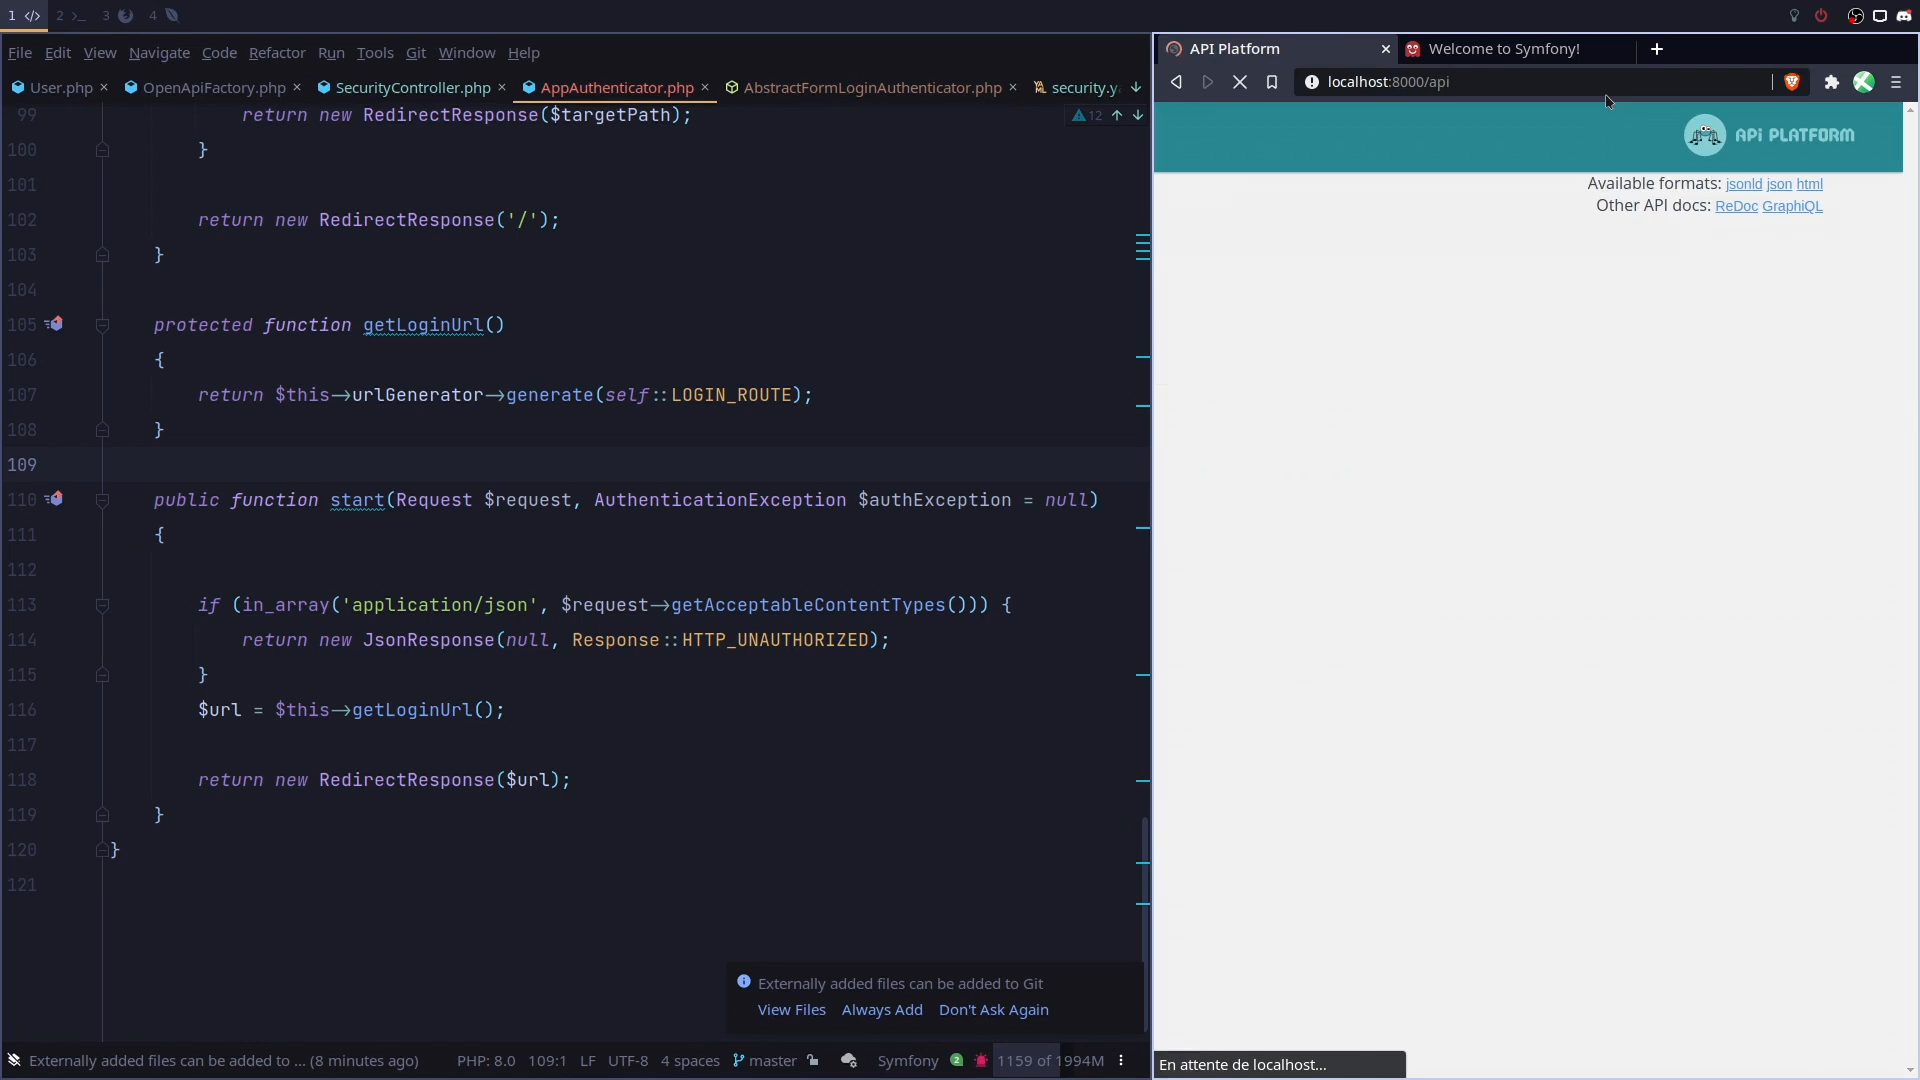 1 </> 2 >_ 3 4
File Edit View Navigate Code Refactor Run Tools Git Window Help
User.php × OpenApiFactory.php × SecurityController.php × AppAuthenticator.php × AbstractFormLoginAuthenticator.php × security.y
99 return new RedirectResponse($targetPath);
12
100 }
101
102 return new RedirectResponse('/');
103 }
104
105 protected function getLoginUrl()
106 {
107 return $this→urlGenerator→generate(self::LOGIN_ROUTE);
108 }
109
110 public function start(Request $request, AuthenticationException $authException = null)
111 {
112
113 if (in_array('application/json', $request→getAcceptableContentTypes())) {
114 return new JsonResponse(null, Response::HTTP_UNAUTHORIZED);
115 }
116 $url = $this→getLoginUrl();
117
118 return new RedirectResponse($url);
119 }
120 }
121
Externally added files can be added to Git
View Files Always Add Don't Ask Again
Externally added files can be added to ... (8 minutes ago) PHP: 8.0 109:1 LF UTF-8 4 spaces master Symfony 2 1159 of 1994M
API Platform × Welcome to Symfony! +
localhost:8000/api
API PLATFORM
Available formats: jsonld json html
Other API docs: ReDoc GraphiQL
En attente de localhost...